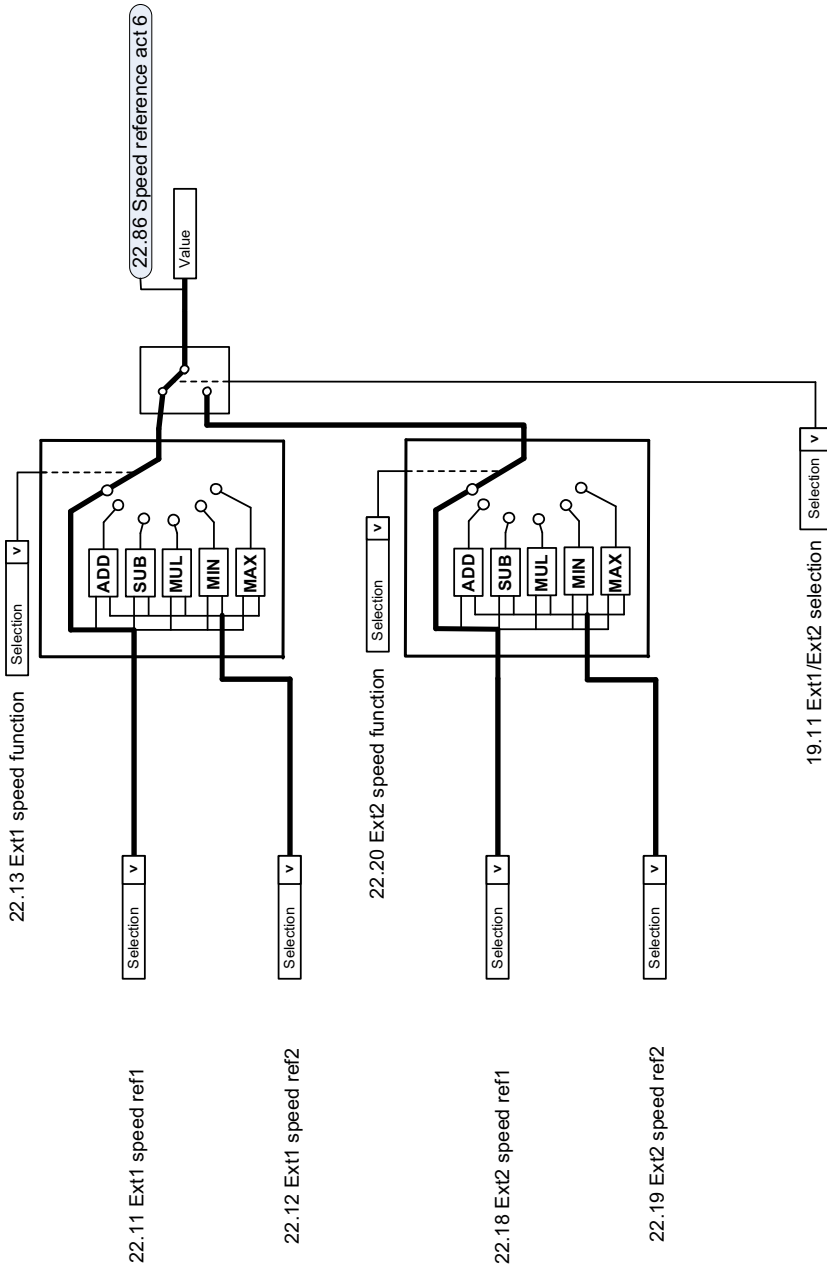 22.86 Speed reference act 6
Value
22.13 Ext1 speed function
Selection v
ADD
SUB
MUL
MIN
MAX
22.11 Ext1 speed ref1
Selection v
22.12 Ext1 speed ref2
Selection v
22.20 Ext2 speed function
Selection v
ADD
SUB
MUL
MIN
MAX
22.18 Ext2 speed ref1
Selection v
22.19 Ext2 speed ref2
Selection v
19.11 Ext1/Ext2 selection
Selection v